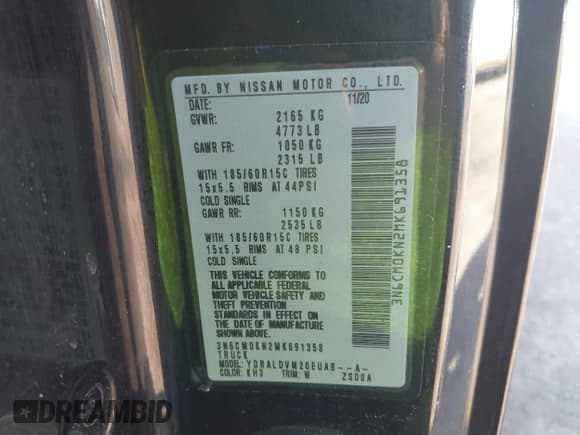 MFD. BY NISSAN MOTOR CO., LTD.
DATE: 11/20
GVWR: 2165 KG
4773 LB
GAWR FR: 1050 KG
2315 LB
WITH 185/60R15C TIRES
15x5.5 RIMS AT 44PSI
COLD SINGLE
GAWR RR: 1150 KG
2535 LB
WITH 185/60R15C TIRES
15x5.5 RIMS AT 48 PSI
COLD SINGLE
THIS VEHICLE CONFORMS TO
ALL APPLICABLE FEDERAL
MOTOR VEHICLE SAFETY AND
THEFT PREVENTION
STANDARDS IN EFFECT ON
THE DATE OF MANUFACTURE
SHOWN ABOVE.
3N6CM0KN2MK691358
TRUCK
MODEL: YDRALDVM20EUAB--A-
COLOR: KH3 TRIM: W ZS00A
3N6CM0KN2MK691358
DREAMBID